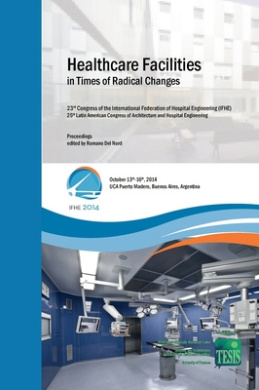 Healthcare Facilities
in Times of Radical Changes
23rd Congress of the International Federation of Hospital Engineering (IFHE)
25th Latin American Congress of Architecture and Hospital Engineering
Proceedings
edited by Romano Del Nord
IFHE 2014
October 13th-16th, 2014
UCA Puerto Madero, Buenos Aires, Argentina
TESIS